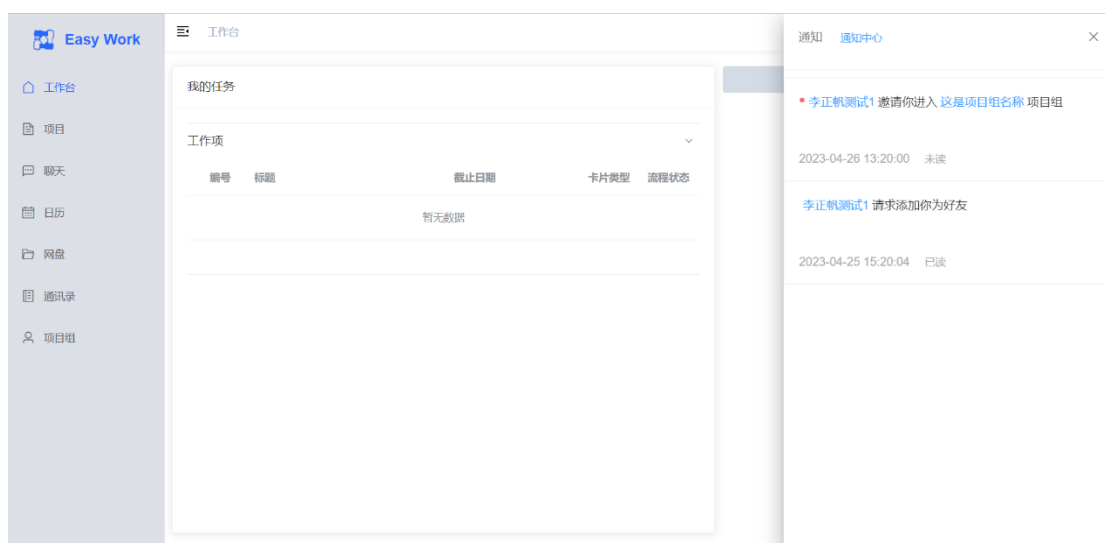 Easy Work
工作台
项目
聊天
日历
网盘
通讯录
项目组
工作台
我的任务
工作项
编号 标题 截止日期 卡片类型 流程状态
暂无数据
通知 通知中心
李正帆测试1 邀请你进入 这是项目组名称 项目组
2023-04-26 13:20:00 未读
李正帆测试1 请求添加你为好友
2023-04-25 15:20:04 已读